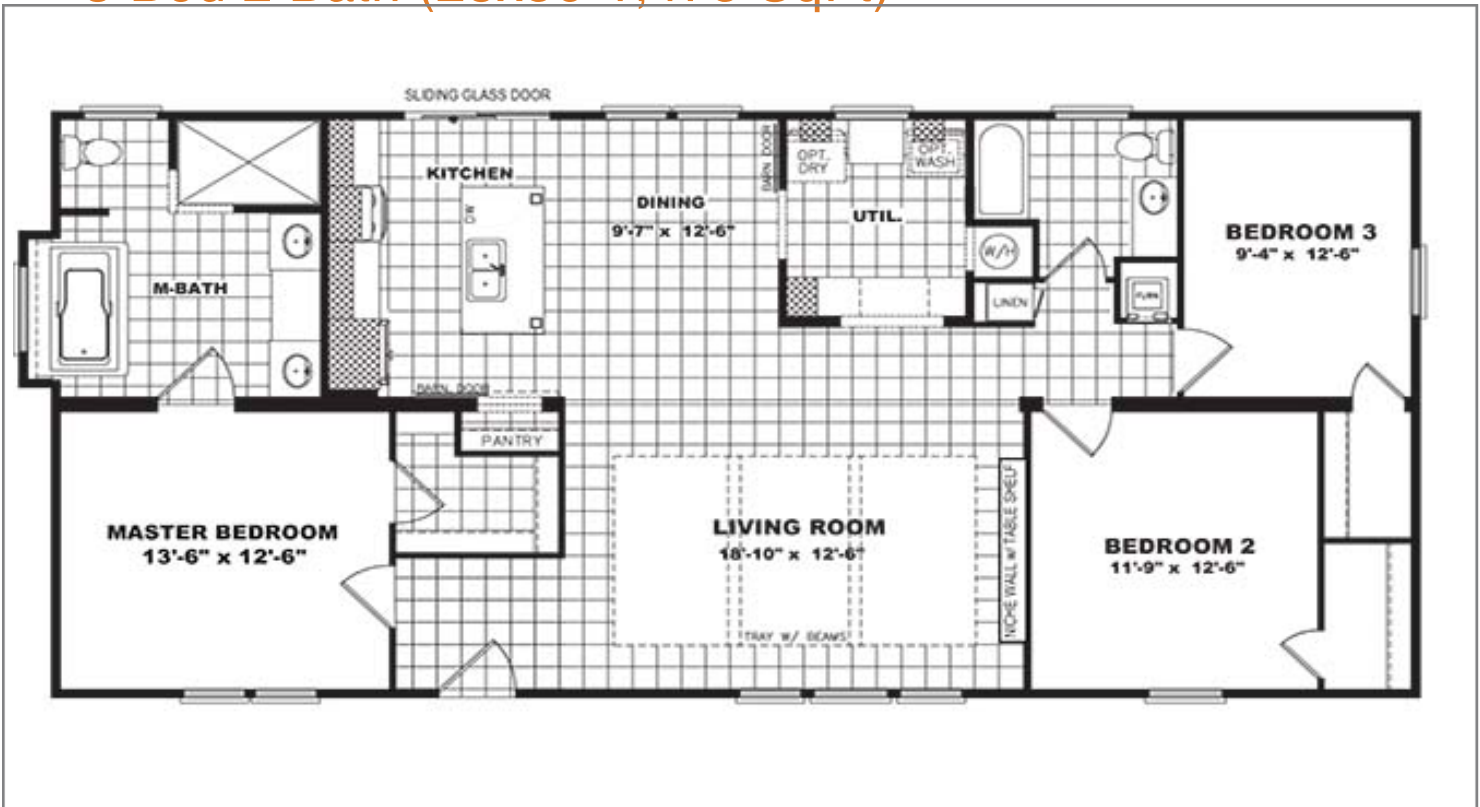 SLIDING GLASS DOOR
KITCHEN
DW
DINING
9'-7" x 12'-6"
BARN DOOR
OPT.
DRY
OPT.
WASH
UTIL.
W/H
LINEN
FURN
BEDROOM 3
9'-4" x 12'-6"
M-BATH
BARN DOOR
PANTRY
MASTER BEDROOM
13'-6" x 12'-6"
LIVING ROOM
18'-10" x 12'-6"
TRAY W/ BEAMS
NICHE WALL w/ TABLE SHELF
BEDROOM 2
11'-9" x 12'-6"